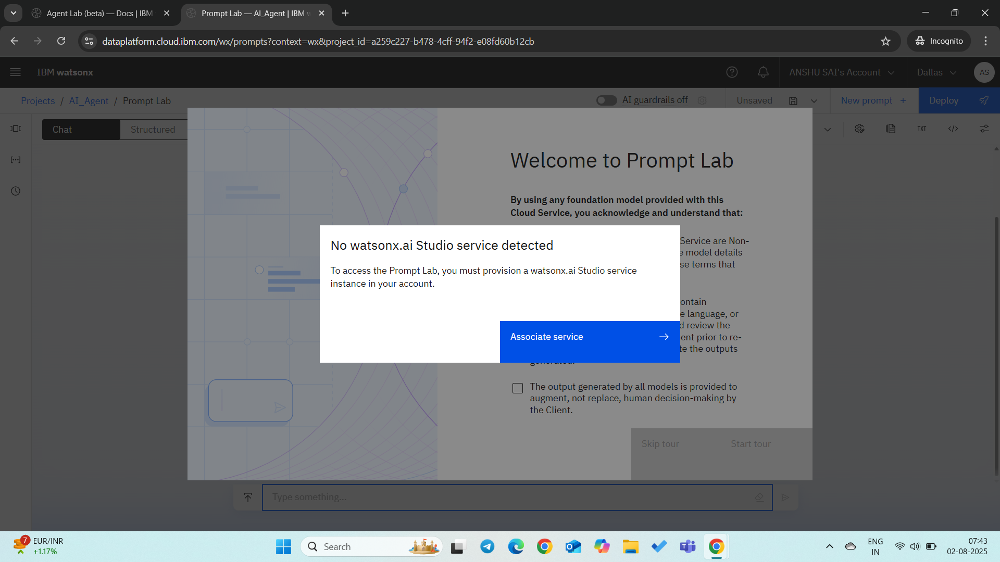 Agent Lab (beta) — Docs | IBM
Prompt Lab — AI_Agent | IBM w
dataplatform.cloud.ibm.com/wx/prompts?context=wx&project_id=a259c227-b478-4cff-94f2-e08fd60b12cb
Incognito
IBM watsonx
ANSHU SAI's Account
Dallas
AS
Projects / AI_Agent / Prompt Lab
AI guardrails off
Unsaved
New prompt +
Deploy
Chat
Structured
TXT
Welcome to Prompt Lab
By using any foundation model provided with this
Cloud Service, you acknowledge and understand that:
Service are Non-
model details
se terms that
No watsonx.ai Studio service detected
To access the Prompt Lab, you must provision a watsonx.ai Studio service
instance in your account.
ontain
e language, or
d review the
ent prior to re-
te the outputs
Associate service
The output generated by all models is provided to
augment, not replace, human decision-making by
the Client.
Skip tour
Start tour
Type something...
7
EUR/INR
+1.17%
Search
ENG
IN
07:43
02-08-2025